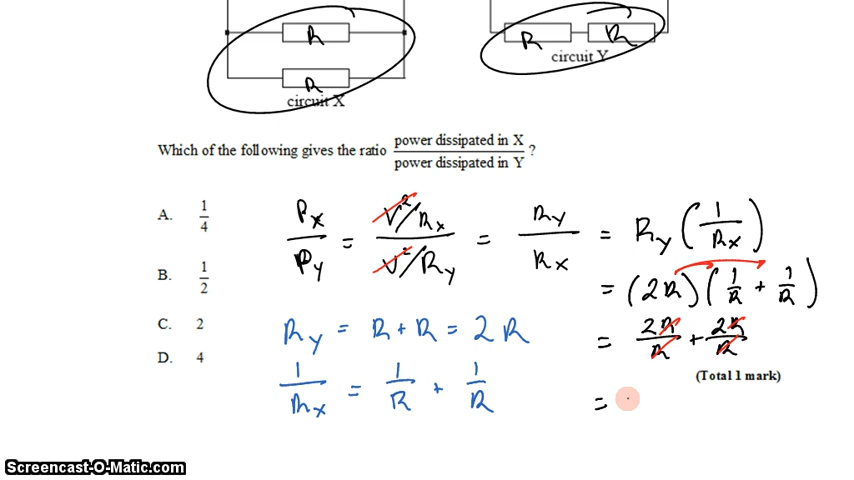 R
R
circuit X
R R
circuit Y
Which of the following gives the ratio power dissipated in X / power dissipated in Y ?
A. 1/4
B. 1/2
C. 2
D. 4
Px/Py = V²/Rx / V²/Ry = Ry/Rx = Ry (1/Rx)
= (2R)(1/R + 1/R)
= 2R/R + 2R/R
=
Ry = R + R = 2R
1/Rx = 1/R + 1/R
(Total 1 mark)
Screencast-O-Matic.com